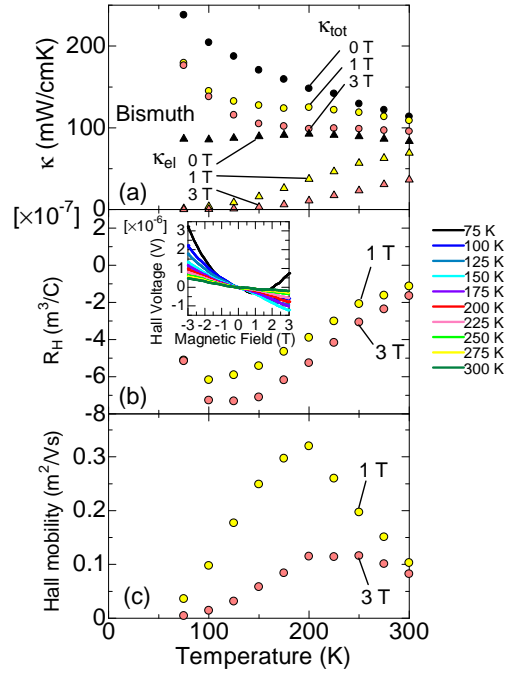 200
100
0
κ (mW/cmK)
κtot
0 T
1 T
3 T
Bismuth
κel
0 T
1 T
3 T
(a)
[×10⁻⁷]
2
0
-2
-4
-6
-8
R_H (m³/C)
[×10⁻⁶]
3
2
1
0
-1
Hall Voltage (V)
-3 -2 -1 0 1 2 3
Magnetic Field (T)
1 T
3 T
(b)
75 K
100 K
125 K
150 K
175 K
200 K
225 K
250 K
275 K
300 K
0.3
0.2
0.1
0
Hall mobility (m²/Vs)
1 T
3 T
(c)
0 100 200 300
Temperature (K)